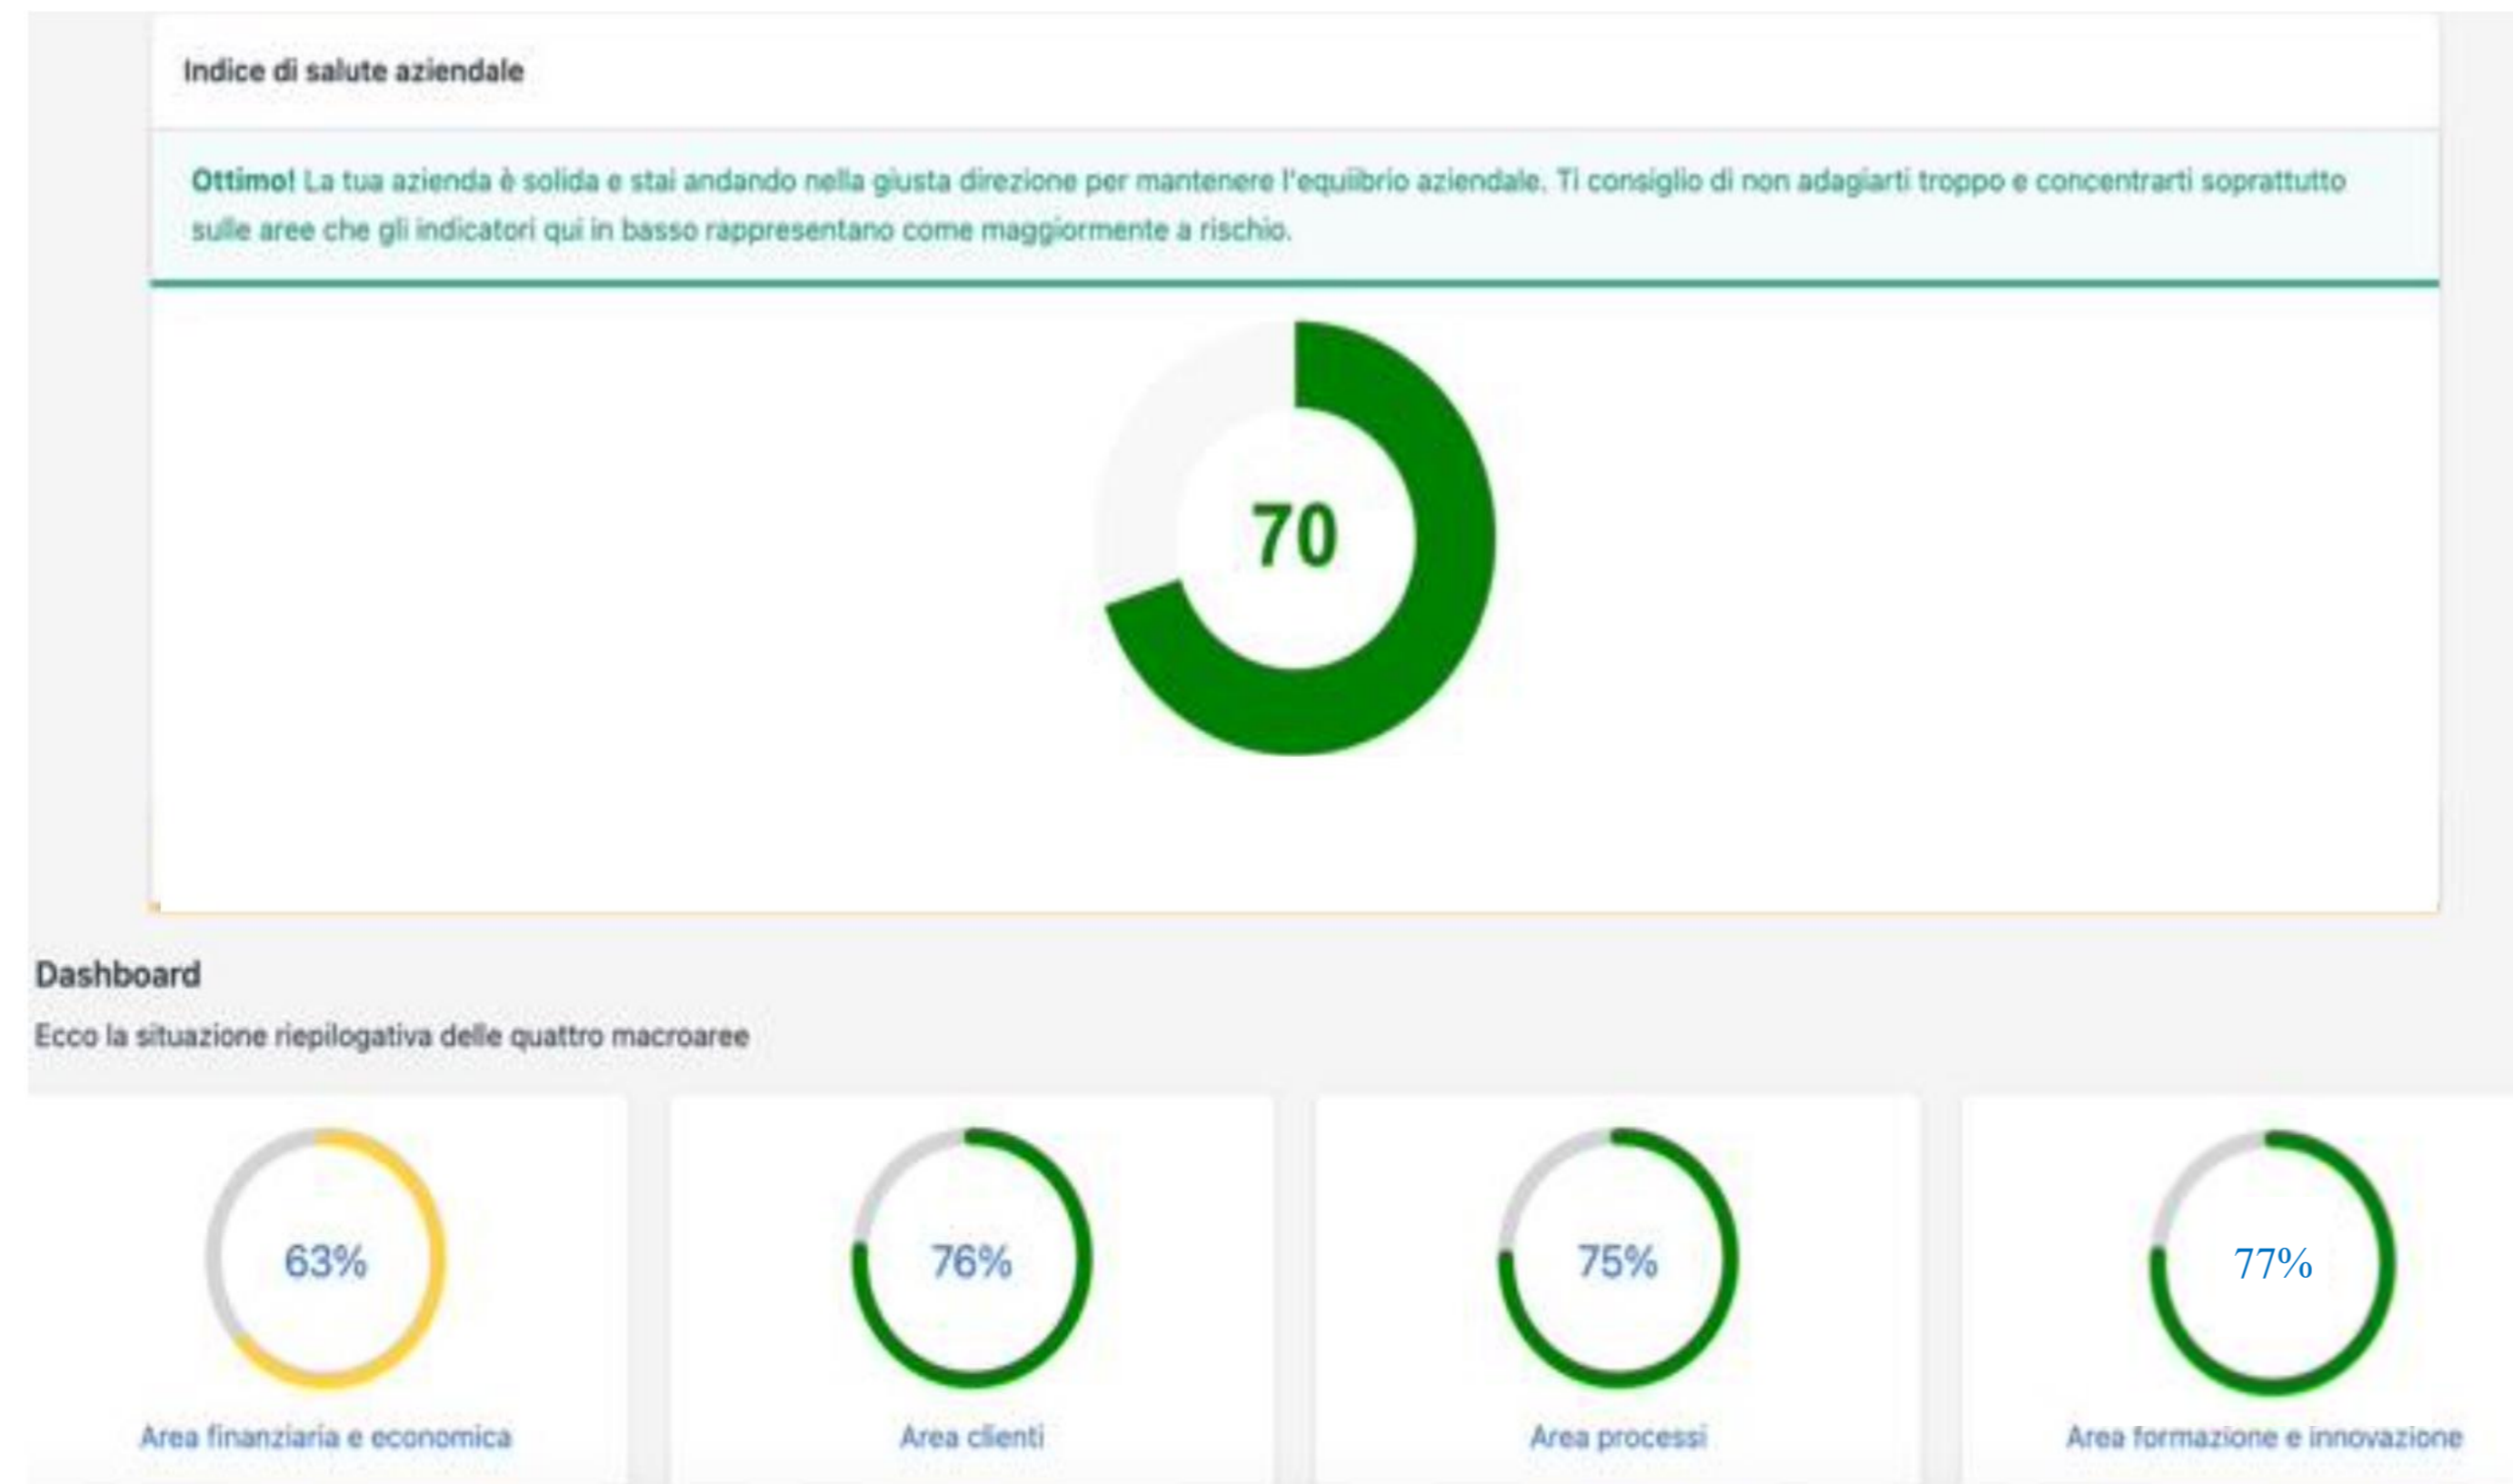 Indice di salute aziendale
Ottimo! La tua azienda è solida e stai andando nella giusta direzione per mantenere l'equilibrio aziendale. Ti consiglio di non adagiarti troppo e concentrarti soprattutto
sulle aree che gli indicatori qui in basso rappresentano come maggiormente a rischio.
70
Dashboard
Ecco la situazione riepilogativa delle quattro macroaree
63%
76%
75%
77%
Area finanziaria e economica
Area clienti
Area processi
Area formazione e innovazione